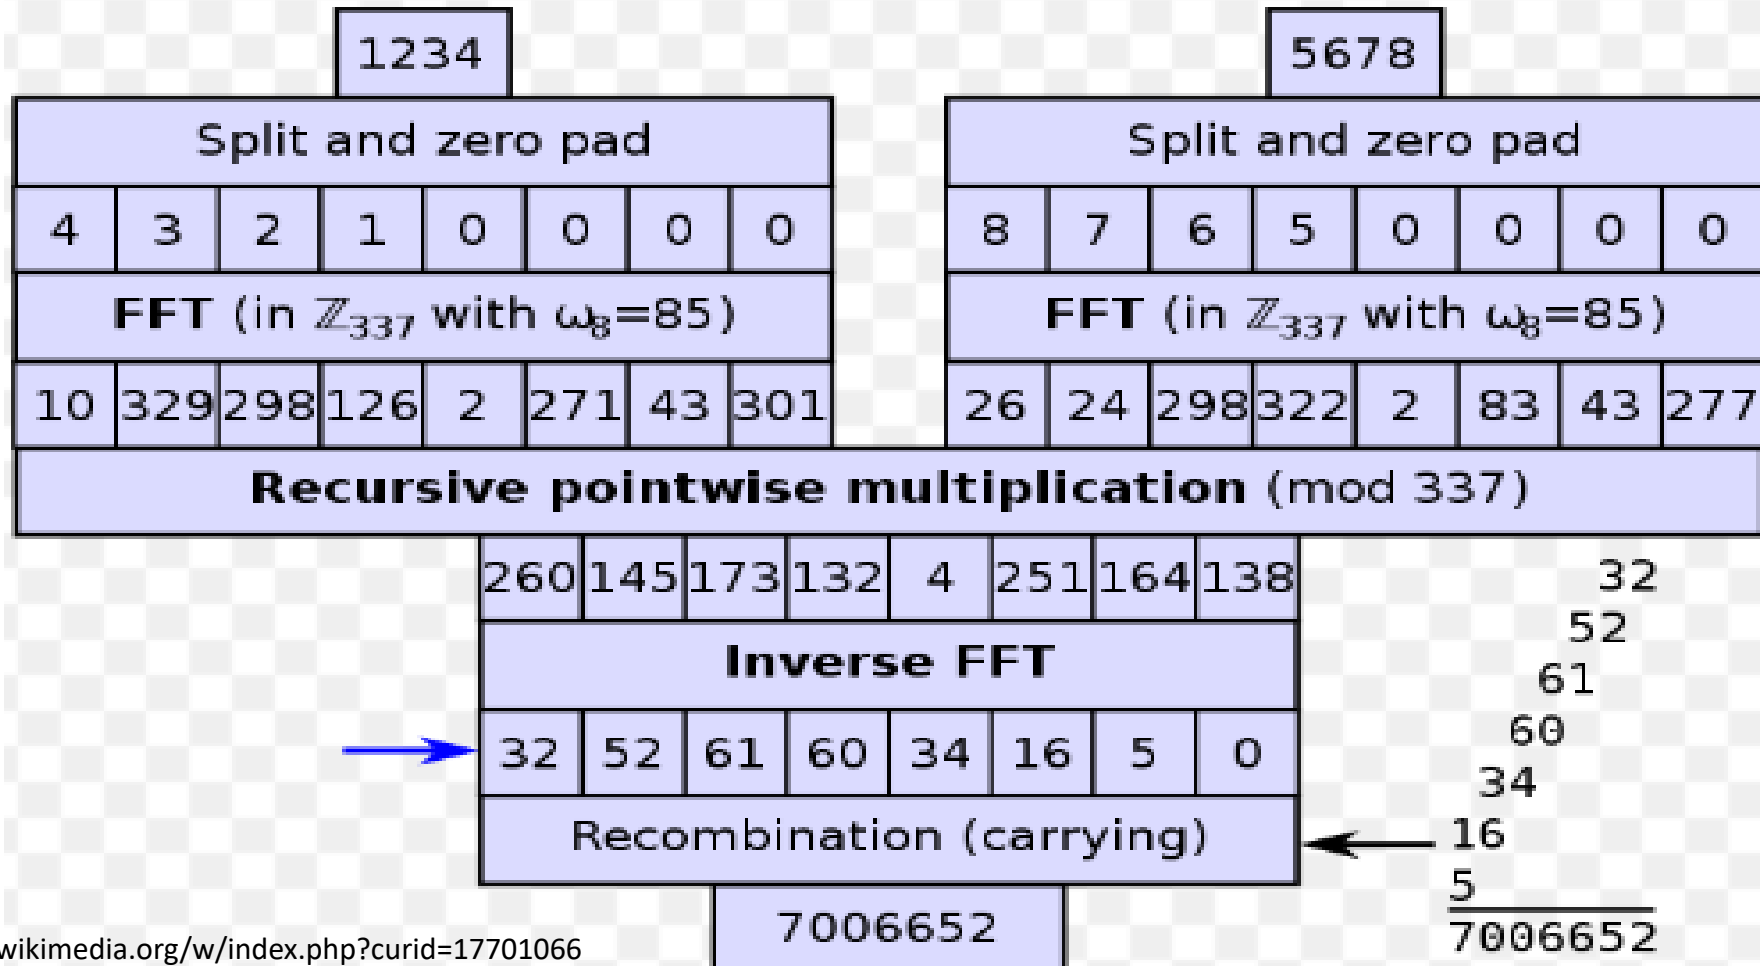 1234 5678
Split and zero pad Split and zero pad
4 3 2 1 0 0 0 0 8 7 6 5 0 0 0 0
FFT (in ℤ₃₃₇ with ω₈=85) FFT (in ℤ₃₃₇ with ω₈=85)
10 329 298 126 2 271 43 301 26 24 298 322 2 83 43 277
Recursive pointwise multiplication (mod 337)
260 145 173 132 4 251 164 138 32
52
Inverse FFT
61
32 52 61 60 34 16 5 0 60
34
Recombination (carrying) 16
5
7006652 7006652
wikimedia.org/w/index.php?curid=17701066